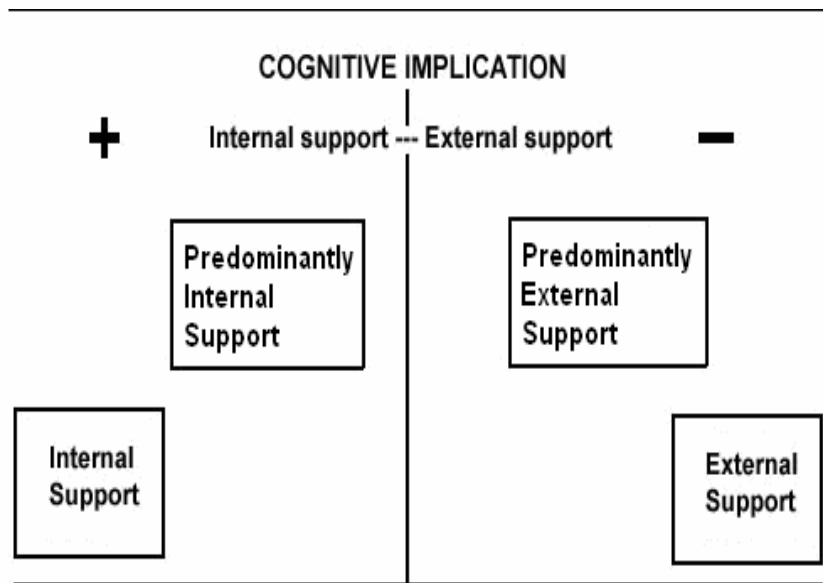 COGNITIVE IMPLICATION
+ Internal support --- External support −
Predominantly
Internal
Support
Predominantly
External
Support
Internal
Support
External
Support